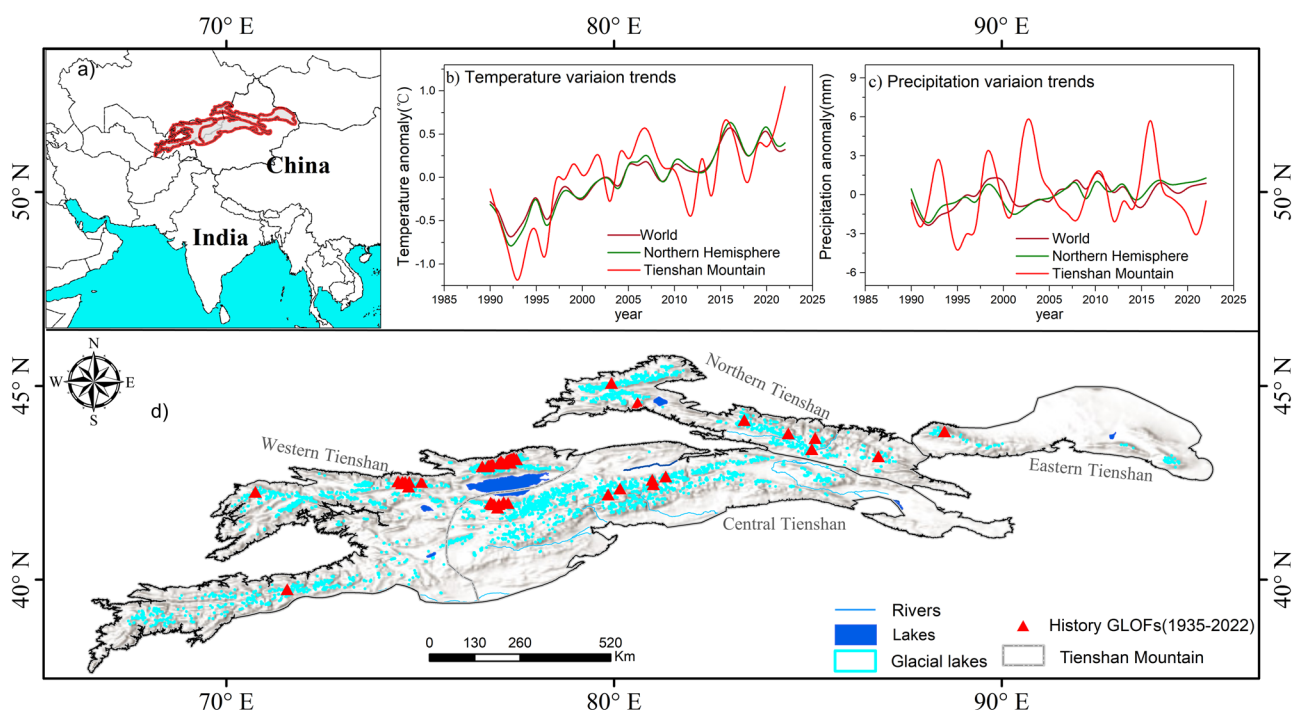 70° E
80° E
90° E
a)
China
India
50° N
b) Temperature variaion trends
Temperature anomaly(℃)
1.0
0.5
0.0
-0.5
-1.0
World
Northern Hemisphere
Tienshan Mountain
1985
1990
1995
2000
2005
2010
2015
2020
2025
year
c) Precipitation variaion trends
Precipitation anomaly(mm)
9
6
3
0
-3
-6
World
Northern Hemisphere
Tienshan Mountain
1985
1990
1995
2000
2005
2010
2015
2020
2025
year
50° N
45° N
40° N
N
W
E
S
d)
Western Tienshan
Northern Tienshan
Eastern Tienshan
Central Tienshan
0
130
260
520
Km
Rivers
Lakes
Glacial lakes
History GLOFs(1935-2022)
Tienshan Mountain
45° N
40° N
70° E
80° E
90° E